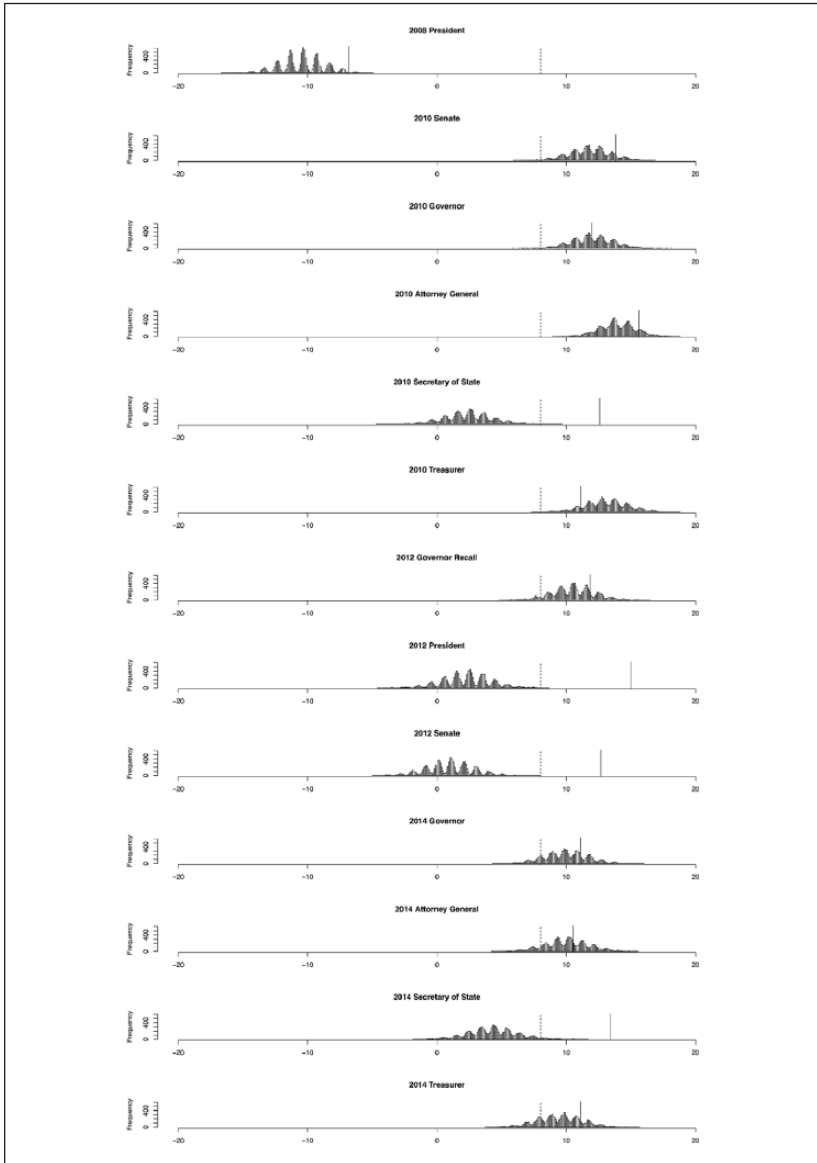 2008 President
Frequency
0 400
−20 −10 0 10 20
2010 Senate
Frequency
0 400
−20 −10 0 10 20
2010 Governor
Frequency
0 400
−20 −10 0 10 20
2010 Attorney General
Frequency
0 400
−20 −10 0 10 20
2010 Secretary of State
Frequency
0 400
−20 −10 0 10 20
2010 Treasurer
Frequency
0 400
−20 −10 0 10 20
2012 Governor Recall
Frequency
0 400
−20 −10 0 10 20
2012 President
Frequency
0 400
−20 −10 0 10 20
2012 Senate
Frequency
0 400
−20 −10 0 10 20
2014 Governor
Frequency
0 400
−20 −10 0 10 20
2014 Attorney General
Frequency
0 400
−20 −10 0 10 20
2014 Secretary of State
Frequency
0 400
−20 −10 0 10 20
2014 Treasurer
Frequency
0 400
−20 −10 0 10 20